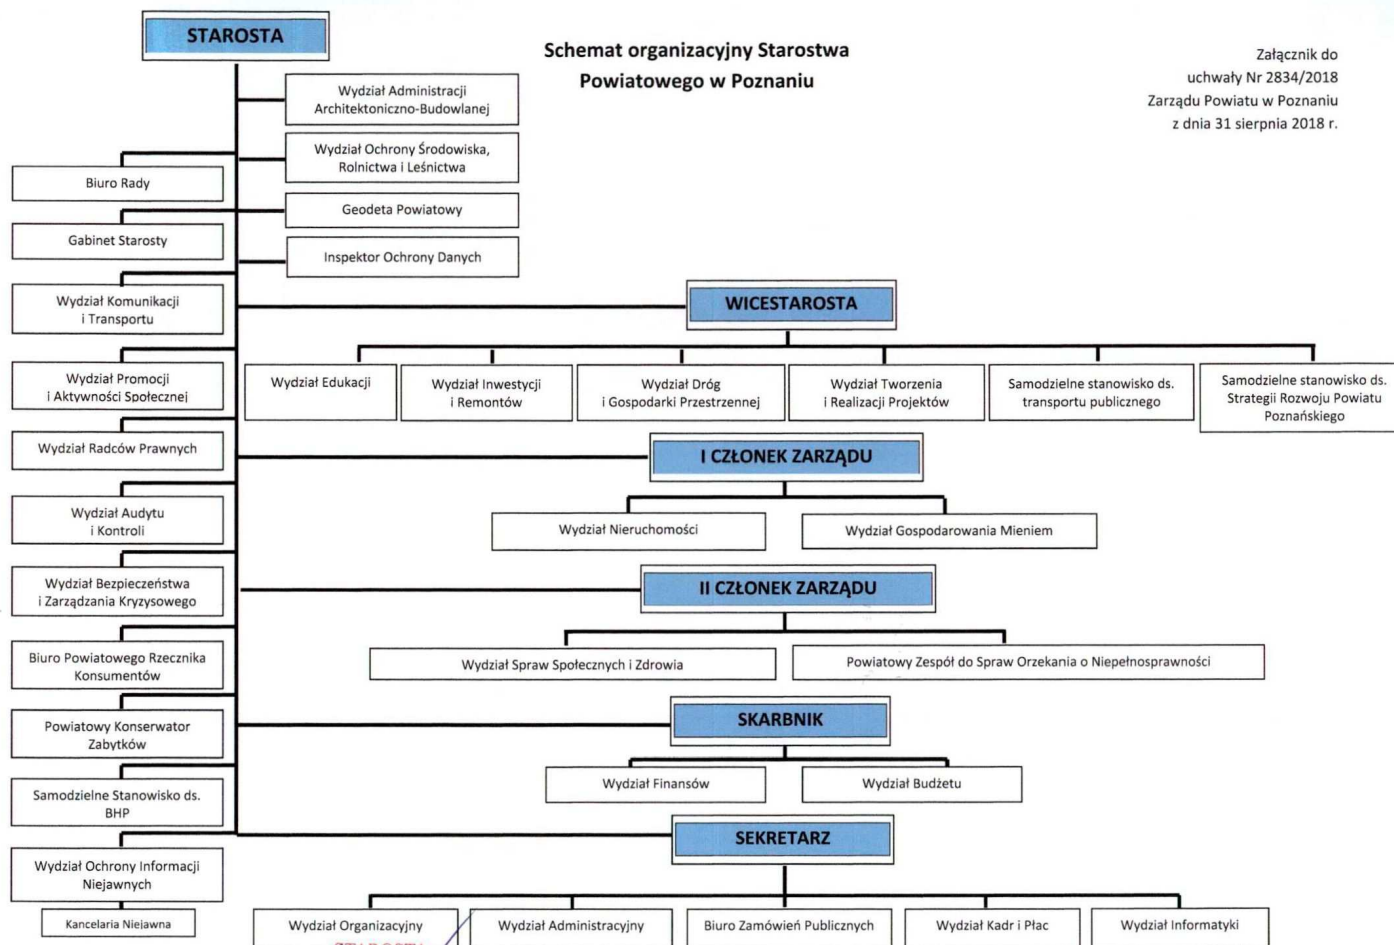 STAROSTA
Schemat organizacyjny Starostwa
Powiatowego w Poznaniu
Załącznik do
uchwały Nr 2834/2018
Zarządu Powiatu w Poznaniu
z dnia 31 sierpnia 2018 r.
Wydział Administracji
Architektoniczno-Budowlanej
Wydział Ochrony Środowiska,
Rolnictwa i Leśnictwa
Geodeta Powiatowy
Inspektor Ochrony Danych
Biuro Rady
Gabinet Starosty
Wydział Komunikacji
i Transportu
Wydział Promocji
i Aktywności Społecznej
Wydział Radców Prawnych
Wydział Audytu
i Kontroli
Wydział Bezpieczeństwa
i Zarządzania Kryzysowego
Biuro Powiatowego Rzecznika
Konsumentów
Powiatowy Konserwator
Zabytków
Samodzielne Stanowisko ds.
BHP
Wydział Ochrony Informacji
Niejawnych
Kancelaria Niejawna
WICESTAROSTA
Wydział Edukacji
Wydział Inwestycji
i Remontów
Wydział Dróg
i Gospodarki Przestrzennej
Wydział Tworzenia
i Realizacji Projektów
Samodzielne stanowisko ds.
transportu publicznego
Samodzielne stanowisko ds.
Strategii Rozwoju Powiatu
Poznańskiego
I CZŁONEK ZARZĄDU
Wydział Nieruchomości
Wydział Gospodarowania Mieniem
II CZŁONEK ZARZĄDU
Wydział Spraw Społecznych i Zdrowia
Powiatowy Zespół do Spraw Orzekania o Niepełnosprawności
SKARBNIK
Wydział Finansów
Wydział Budżetu
SEKRETARZ
Wydział Organizacyjny
Wydział Administracyjny
Biuro Zamówień Publicznych
Wydział Kadr i Płac
Wydział Informatyki
STAROSTA